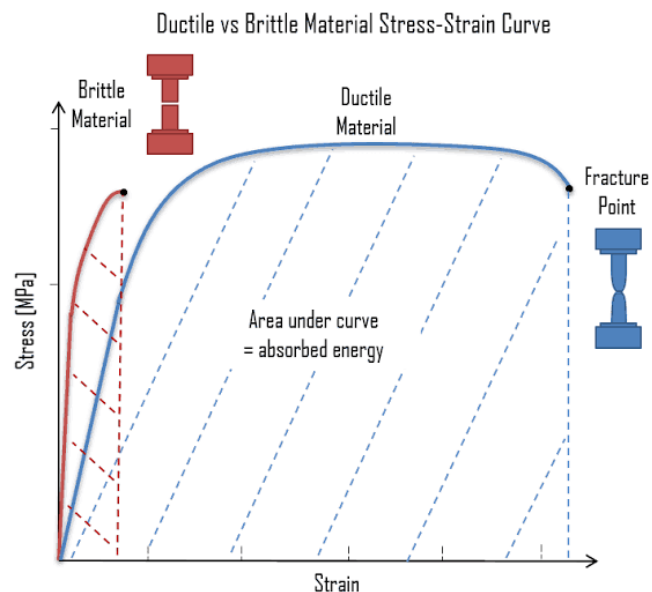 Ductile vs Brittle Material Stress-Strain Curve
Brittle
Material
Ductile
Material
Fracture
Point
Stress [MPa]
Area under curve
= absorbed energy
Strain